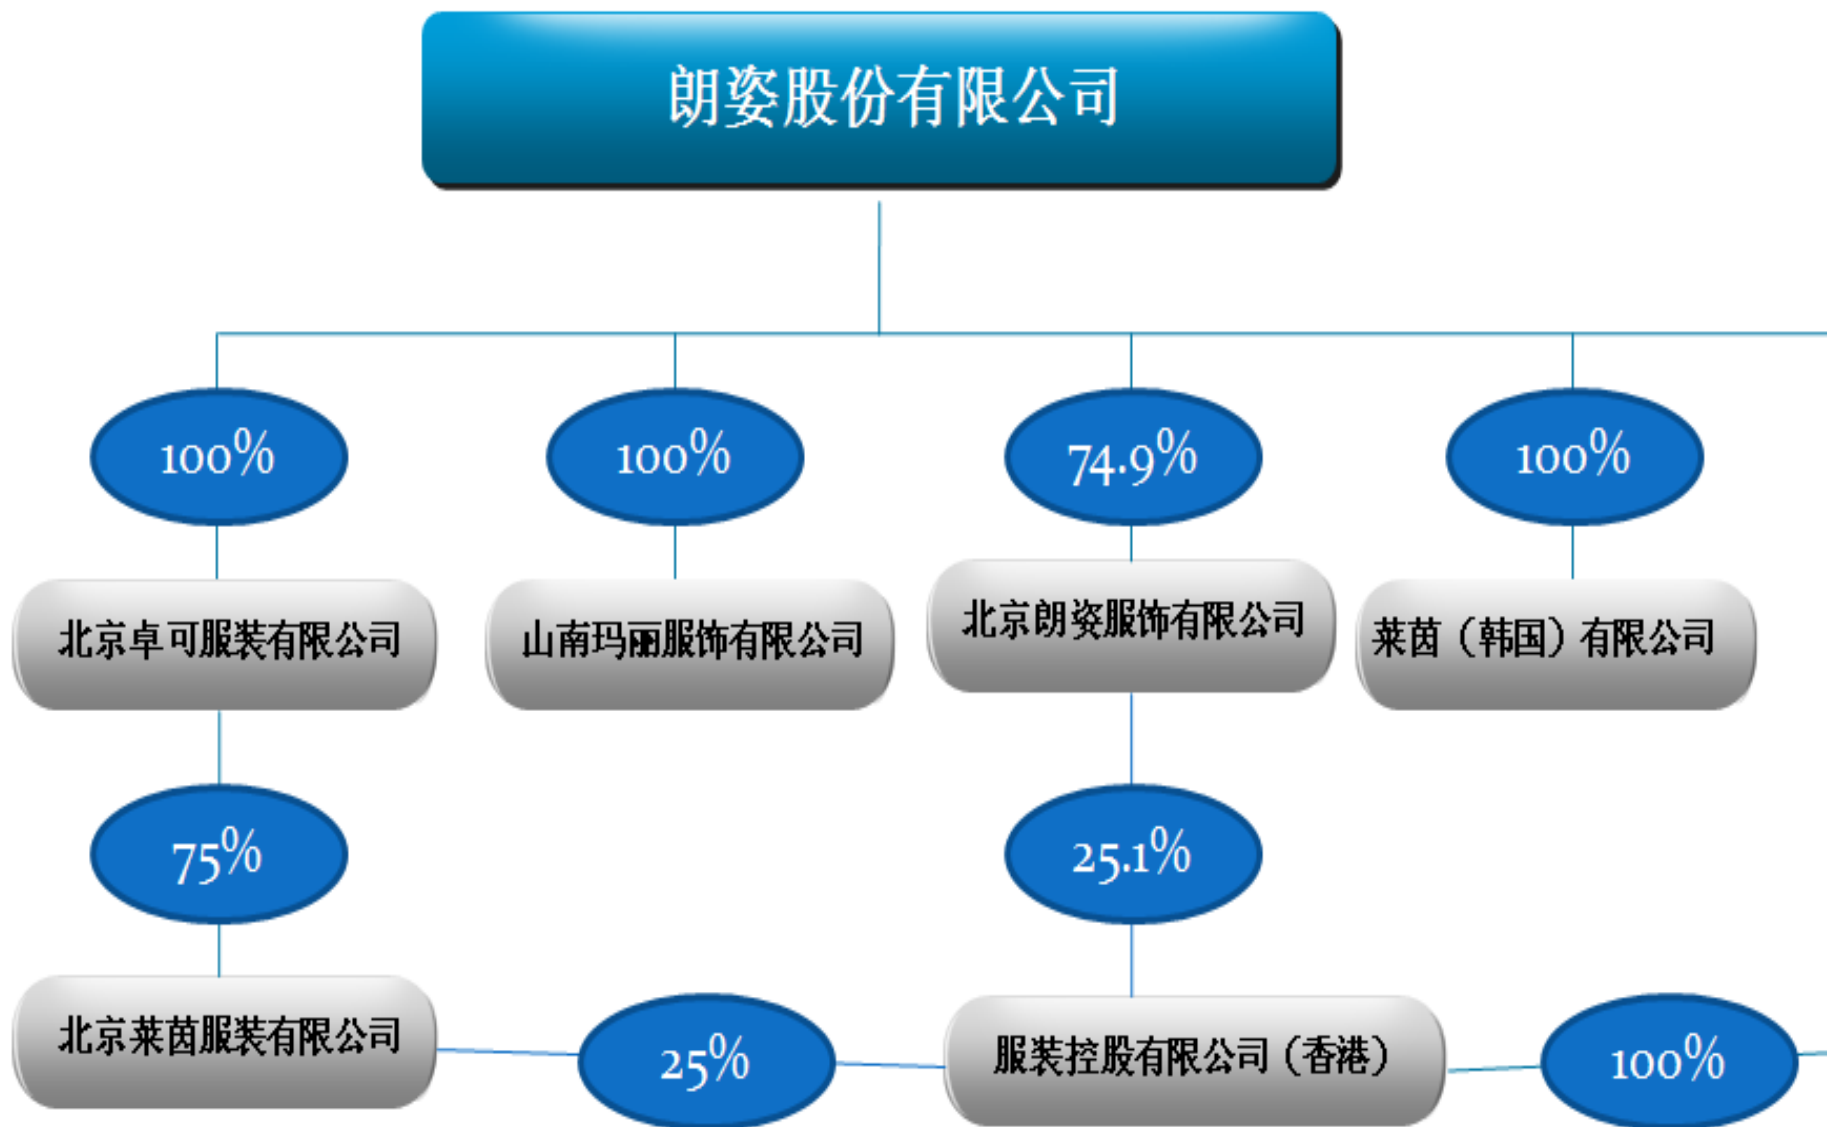 朗姿股份有限公司
100%
100%
74.9%
100%
北京卓可服装有限公司
山南玛丽服饰有限公司
北京朗姿服饰有限公司
莱茵（韩国）有限公司
75%
25.1%
北京莱茵服装有限公司
25%
服装控股有限公司（香港）
100%